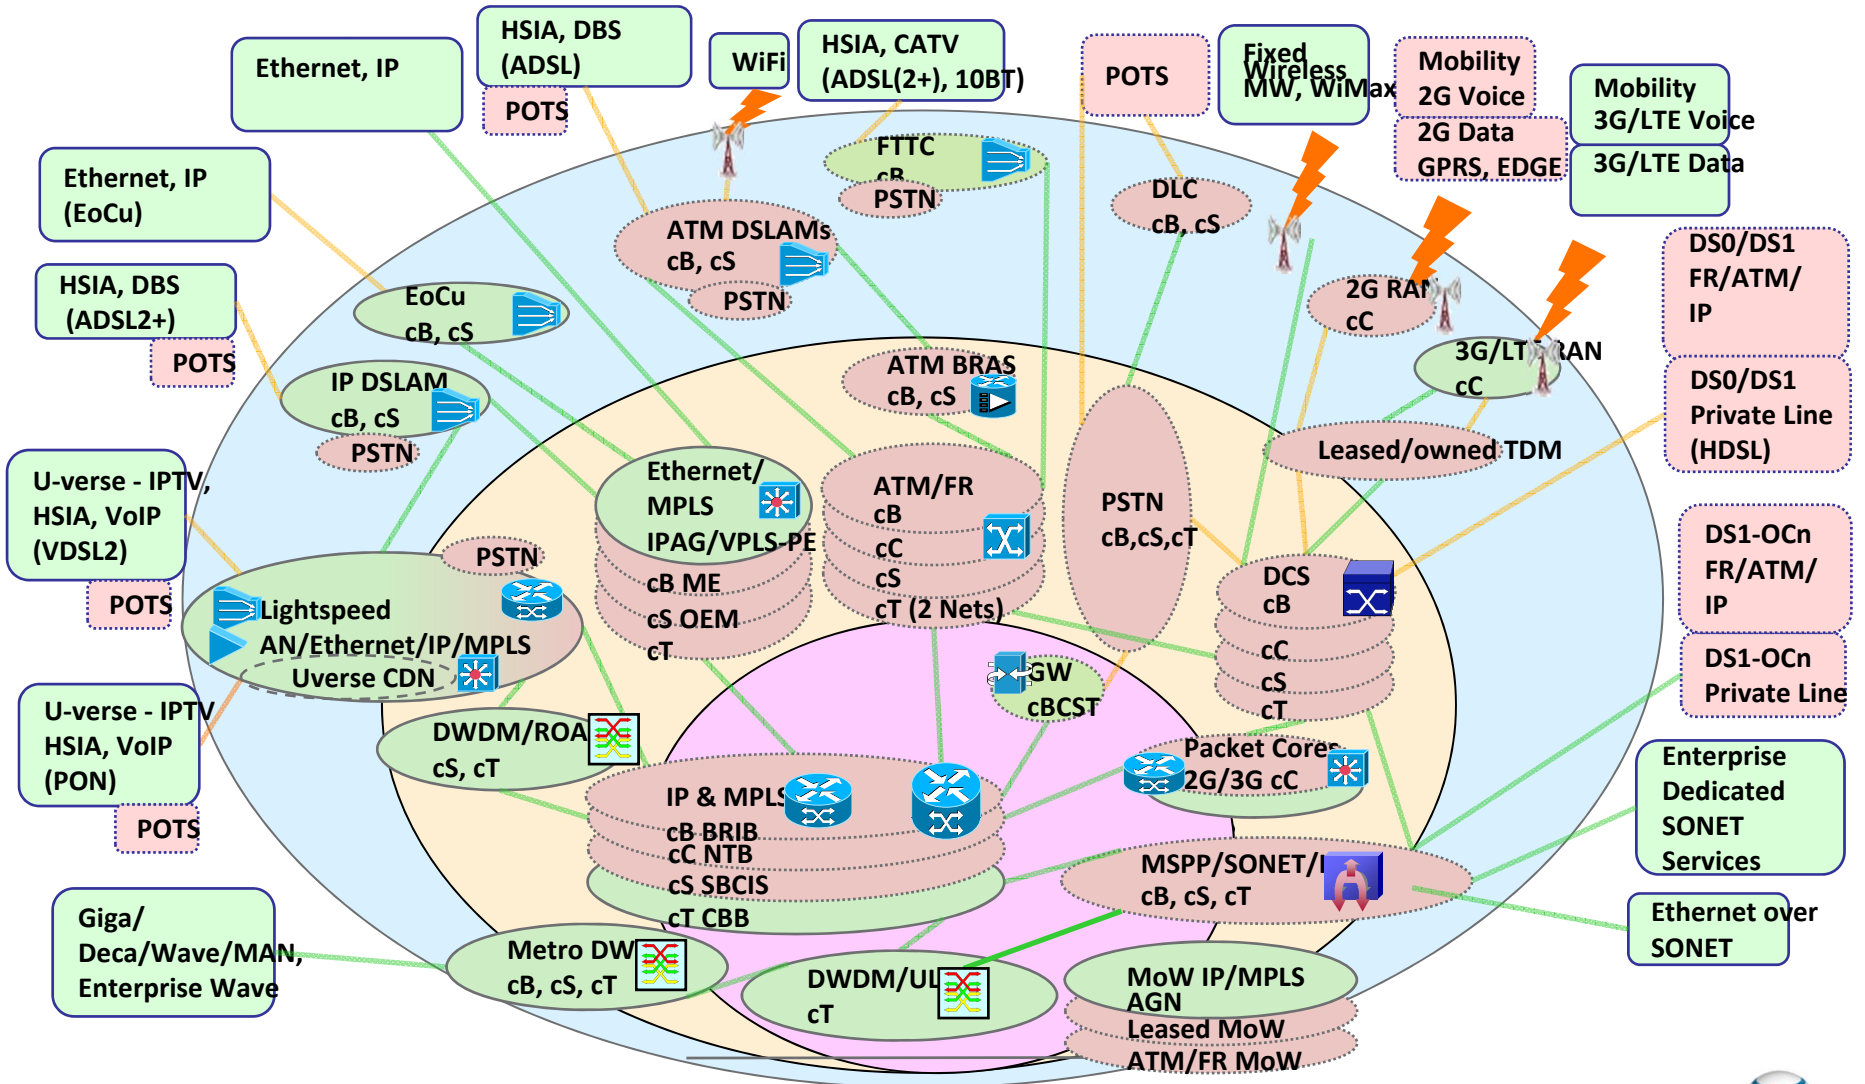 HSIA, DBS
(ADSL)
POTS
WiFi
HSIA, CATV
(ADSL(2+), 10BT)
POTS
Fixed
Wireless
MW, WiMax
Mobility
2G Voice
2G Data
GPRS, EDGE
Mobility
3G/LTE Voice
3G/LTE Data
Ethernet, IP
Ethernet, IP
(EoCu)
HSIA, DBS
(ADSL2+)
POTS
U-verse - IPTV,
HSIA, VoIP
(VDSL2)
POTS
U-verse - IPTV
HSIA, VoIP
(PON)
POTS
Giga/
Deca/Wave/MAN,
Enterprise Wave
FTTC
cB
PSTN
ATM DSLAMs
cB, cS
PSTN
DLC
cB, cS
EoCu
cB, cS
IP DSLAM
cB, cS
PSTN
2G RAN
cC
3G/LTE RAN
cC
DS0/DS1
FR/ATM/
IP
DS0/DS1
Private Line
(HDSL)
DS1-OCn
FR/ATM/
IP
DS1-OCn
Private Line
Enterprise
Dedicated
SONET
Services
Ethernet over
SONET
ATM BRAS
cB, cS
Leased/owned TDM
Ethernet/
MPLS
IPAG/VPLS-PE
cB ME
cS OEM
cT
ATM/FR
cB
cC
cS
cT (2 Nets)
PSTN
cB,cS,cT
DCS
cB
cC
cS
cT
PSTN
Lightspeed
AN/Ethernet/IP/MPLS
Uverse CDN
GW
cBCST
DWDM/ROA
cS, cT
Packet Cores
2G/3G cC
IP & MPLS
cB BRIB
cC NTB
cS SBCIS
cT CBB
MSPP/SONET/
cB, cS, cT
Metro DW
cB, cS, cT
DWDM/UL
cT
MoW IP/MPLS
AGN
Leased MoW
ATM/FR MoW